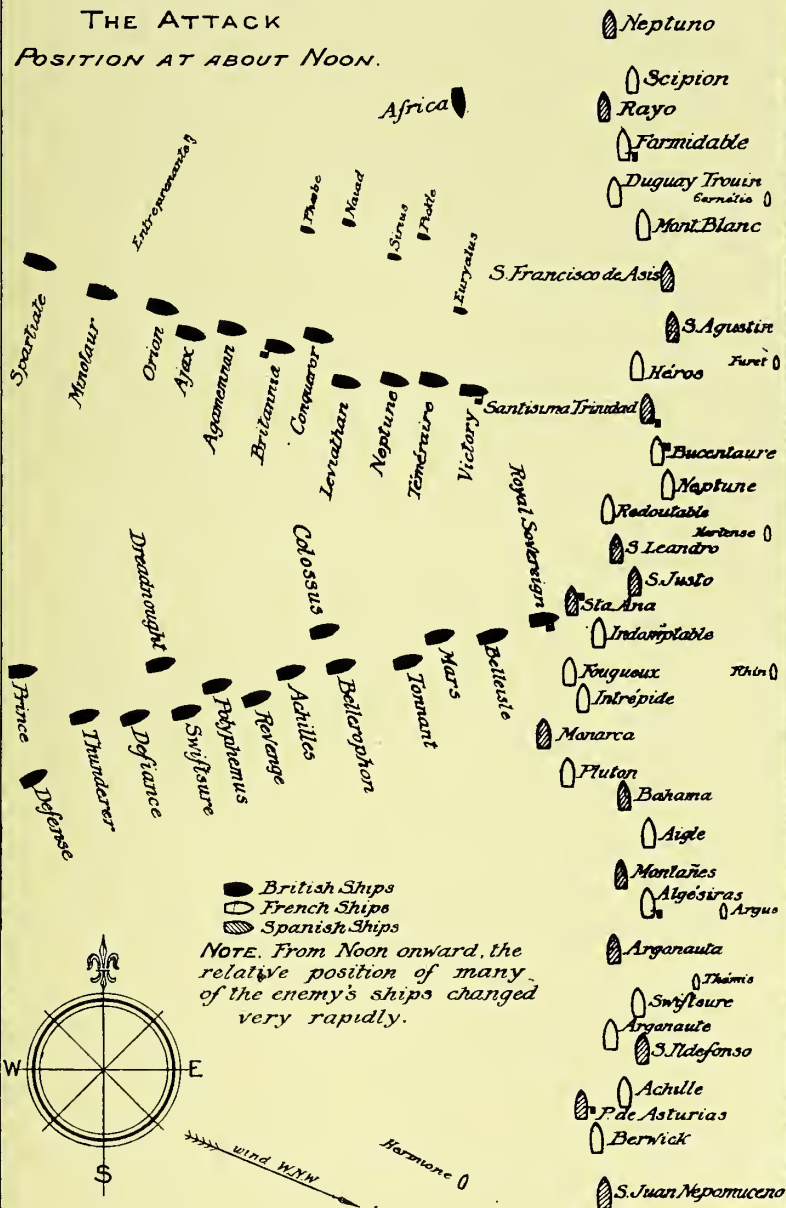 THE ATTACK
POSITION AT ABOUT NOON.
Africa
Entreprenante
Phœbe
Naiad
Sirius
Pickle
Euryalus
Spartiate
Minotaur
Orion
Ajax
Agamemnon
Britannia
Conqueror
Leviathan
Neptune
Téméraire
Victory
Royal Sovereign
Dreadnought
Colossus
Prince
Thunderer
Defiance
Swiftsure
Polyphemus
Revenge
Achilles
Bellerophon
Tonnant
Mars
Belleisle
Defense
Neptuno
Scipion
Rayo
Formidable
Duguay Trouin
Cornélie
Mont Blanc
S. Francisco de Asis
S. Agustin
Héros
Furet
Santisima Trinidad
Bucentaure
Neptune
Redoutable
Hortense
S. Leandro
S. Justo
Sta Ana
Indomptable
Fougueux
Rhin
Intrépide
Monarca
Pluton
Bahama
Aigle
Montañes
Algésiras
Argus
Argonauta
Thémis
Swiftsure
Argonaute
S. Ildefonso
Achille
P. de Asturias
Berwick
Hermione
S. Juan Nepomuceno
British Ships
French Ships
Spanish Ships
NOTE. From Noon onward, the
relative position of many
of the enemy's ships changed
very rapidly.
W
E
S
wind W.N.W